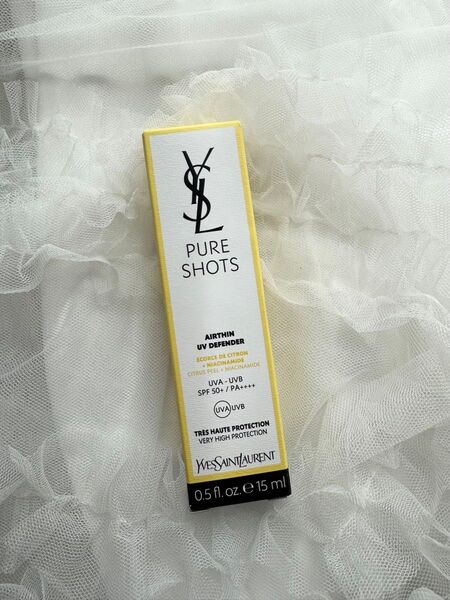 YSL
PURE
SHOTS
AIRTHIN
UV DEFENDER
ECORCE DE CITRON
+ NIACINAMIDE
CITRUS PEEL + NIACINAMIDE
UVA - UVB
SPF 50+ / PA++++
UVA UVB
TRÈS HAUTE PROTECTION
VERY HIGH PROTECTION
YVESSAINTLAURENT
0.5 fl. oz. ℮ 15 ml